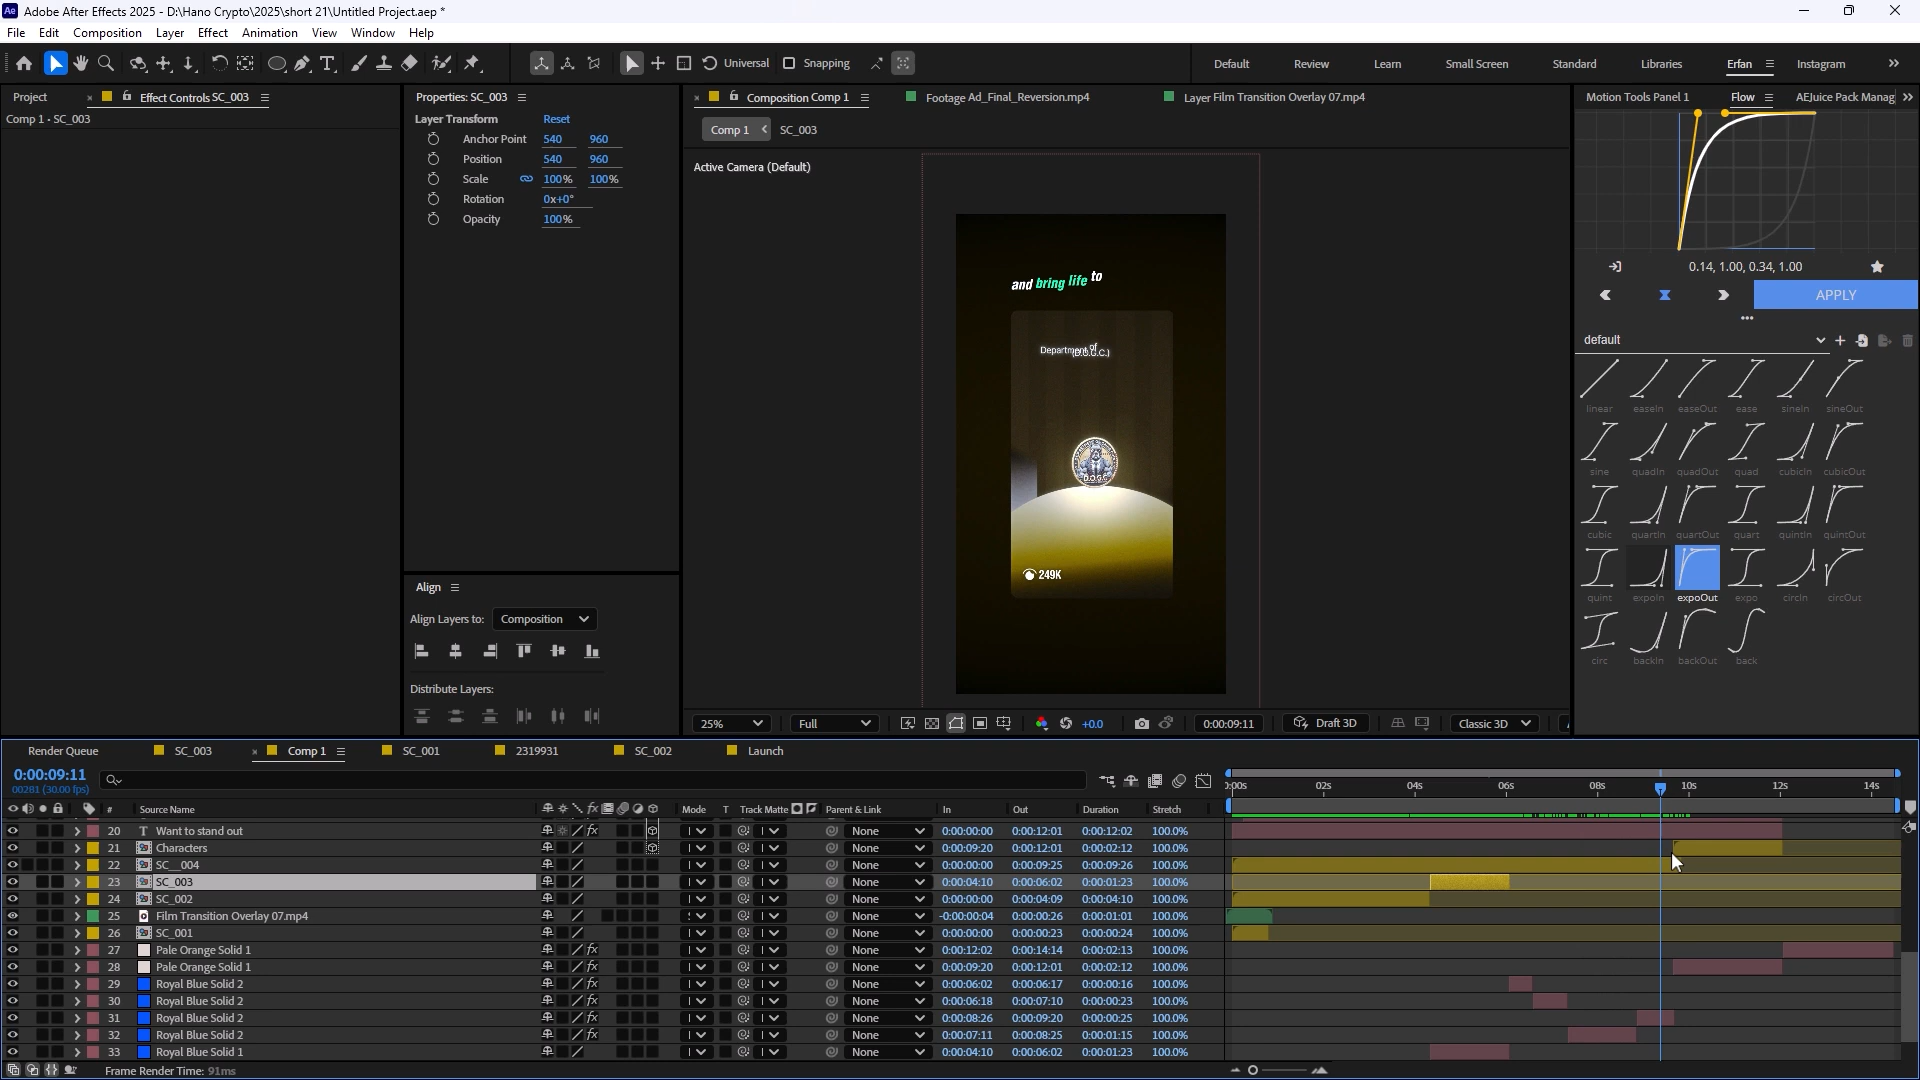 Adobe After Effects 2025 - D:\Hano Crypto\2025\short 21\Untitled Project.aep *
File Edit Composition Layer Effect Animation View Window Help
Universal Snapping Default Review Learn Small Screen Standard Libraries Erfan Instagram
Project Effect Controls SC_003
Comp 1 • SC_003
Properties: SC_003
Layer Transform Reset
Anchor Point 540 960
Position 540 960
Scale 100% 100%
Rotation 0x+0°
Opacity 100%
Align
Align Layers to: Composition
Distribute Layers:
Composition Comp 1 Footage Ad_Final_Reversion.mp4 Layer Film Transition Overlay 07.mp4
Comp 1 SC_003
Active Camera (Default)
and bring life to
Department of
(D.O.G.C.)
D.O.G.C
249K
25% Full +0.0 0:00:09:11 Draft 3D Classic 3D
Motion Tools Panel 1 Flow AEJuice Pack Manag
0.14, 1.00, 0.34, 1.00
APPLY
default
linear easeIn easeOut ease sineIn sineOut
sine quadIn quadOut quad cubicIn cubicOut
cubic quartIn quartOut quart quintIn quintOut
quint expoIn expoOut expo circIn circOut
circ backIn backOut back
Render Queue SC_003 Comp 1 SC_001 2319931 SC_002 Launch
0:00:09:11
00281 (30.00 fps)
# Source Name Mode T Track Matte Parent & Link In Out Duration Stretch
:00s 02s 04s 06s 08s 10s 12s 14s
20 T Want to stand out None 0:00:00:00 0:00:12:01 0:00:12:02 100.0%
21 Characters None 0:00:09:20 0:00:12:01 0:00:02:12 100.0%
22 SC__004 None 0:00:00:00 0:00:09:25 0:00:09:26 100.0%
23 SC_003 None 0:00:04:10 0:00:06:02 0:00:01:23 100.0%
24 SC_002 None 0:00:00:00 0:00:04:09 0:00:04:10 100.0%
25 Film Transition Overlay 07.mp4 None -0:00:00:04 0:00:00:26 0:00:01:01 100.0%
26 SC_001 None 0:00:00:00 0:00:00:23 0:00:00:24 100.0%
27 Pale Orange Solid 1 None 0:00:12:02 0:00:14:14 0:00:02:13 100.0%
28 Pale Orange Solid 1 None 0:00:09:20 0:00:12:01 0:00:02:12 100.0%
29 Royal Blue Solid 2 None 0:00:06:02 0:00:06:17 0:00:00:16 100.0%
30 Royal Blue Solid 2 None 0:00:06:18 0:00:07:10 0:00:00:23 100.0%
31 Royal Blue Solid 2 None 0:00:08:26 0:00:09:20 0:00:00:25 100.0%
32 Royal Blue Solid 2 None 0:00:07:11 0:00:08:25 0:00:01:15 100.0%
33 Royal Blue Solid 1 None 0:00:04:10 0:00:06:02 0:00:01:23 100.0%
Frame Render Time: 91ms